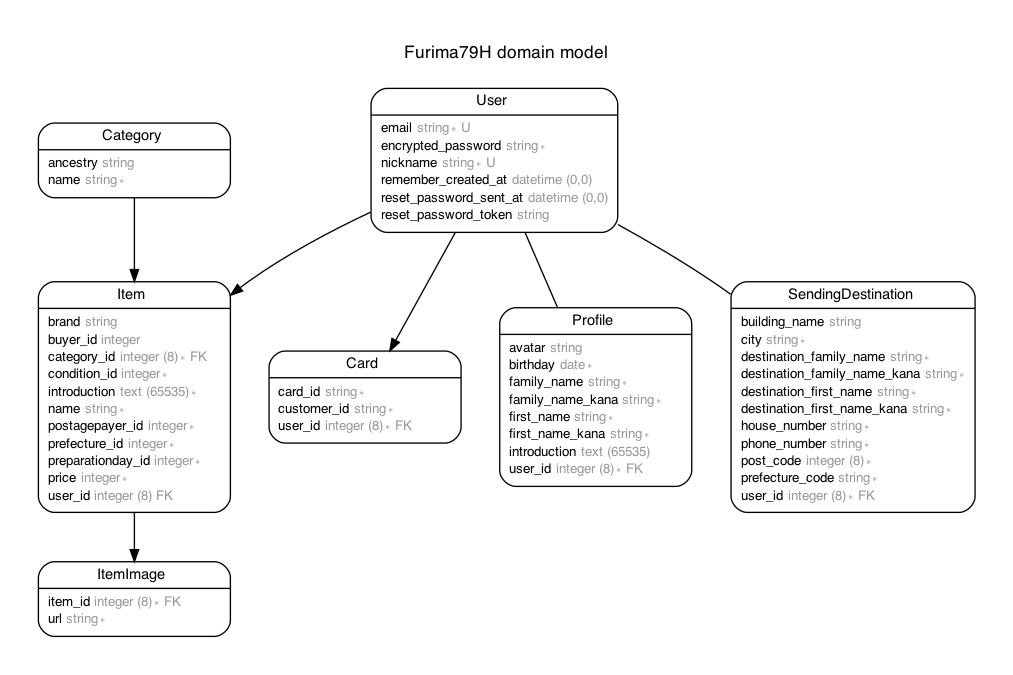 Furima79H domain model
User
email string∗ U
encrypted_password string∗
nickname string∗ U
remember_created_at datetime (0,0)
reset_password_sent_at datetime (0,0)
reset_password_token string
Category
ancestry string
name string∗
Item
brand string
buyer_id integer
category_id integer (8)∗ FK
condition_id integer∗
introduction text (65535)∗
name string∗
postagepayer_id integer∗
prefecture_id integer∗
preparationday_id integer∗
price integer∗
user_id integer (8) FK
Card
card_id string∗
customer_id string∗
user_id integer (8)∗ FK
Profile
avatar string
birthday date∗
family_name string∗
family_name_kana string∗
first_name string∗
first_name_kana string∗
introduction text (65535)
user_id integer (8)∗ FK
SendingDestination
building_name string
city string∗
destination_family_name string∗
destination_family_name_kana string∗
destination_first_name string∗
destination_first_name_kana string∗
house_number string∗
phone_number string∗
post_code integer (8)∗
prefecture_code string∗
user_id integer (8)∗ FK
ItemImage
item_id integer (8)∗ FK
url string∗